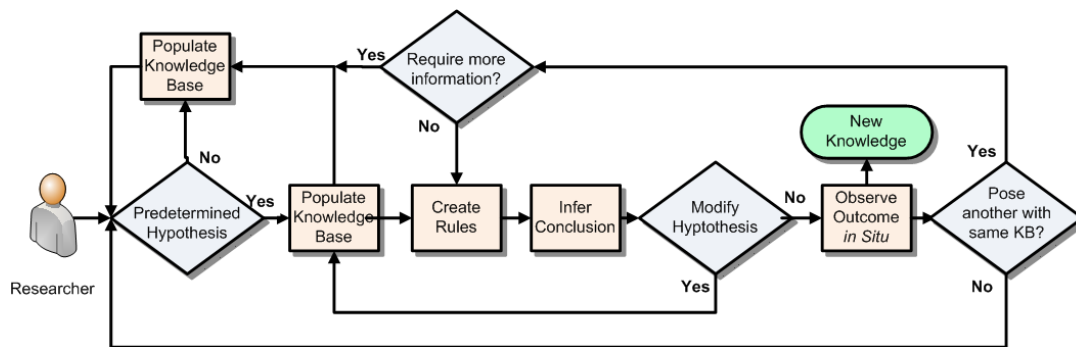 Populate
Knowledge
Base
Yes
Require more
information?
No
No
New
Knowledge
Yes
Researcher
Predetermined
Hypothesis
Yes
Populate
Knowledge
Base
Create
Rules
Infer
Conclusion
Modify
Hyptothesis
No
Observe
Outcome
in Situ
Pose
another with
same KB?
Yes
No